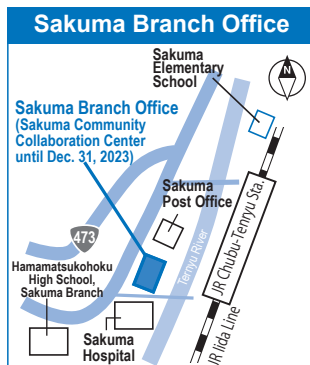 Sakuma Branch Office
Sakuma
Elementary
School
N
Sakuma Branch Office
(Sakuma Community
Collaboration Center
until Dec. 31, 2023)
Sakuma
Post Office
473
Ternyu River
JR Chubu-Tenryu Sta.
Hamamatsukohoku
High School,
Sakuma Branch
Sakuma
Hospital
JR Iida Line